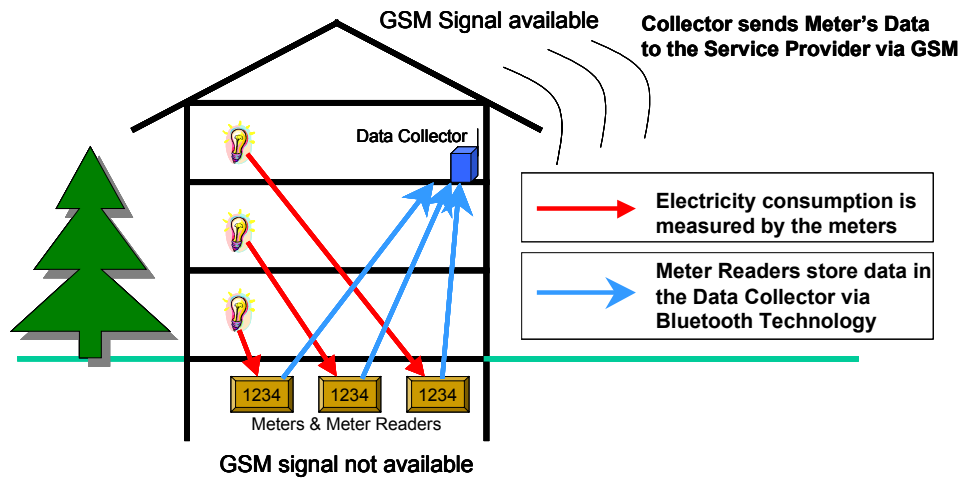 GSM Signal available
Collector sends Meter's Data
to the Service Provider via GSM
Data Collector
Electricity consumption is
measured by the meters
Meter Readers store data in
the Data Collector via
Bluetooth Technology
1234
1234
1234
Meters & Meter Readers
GSM signal not available